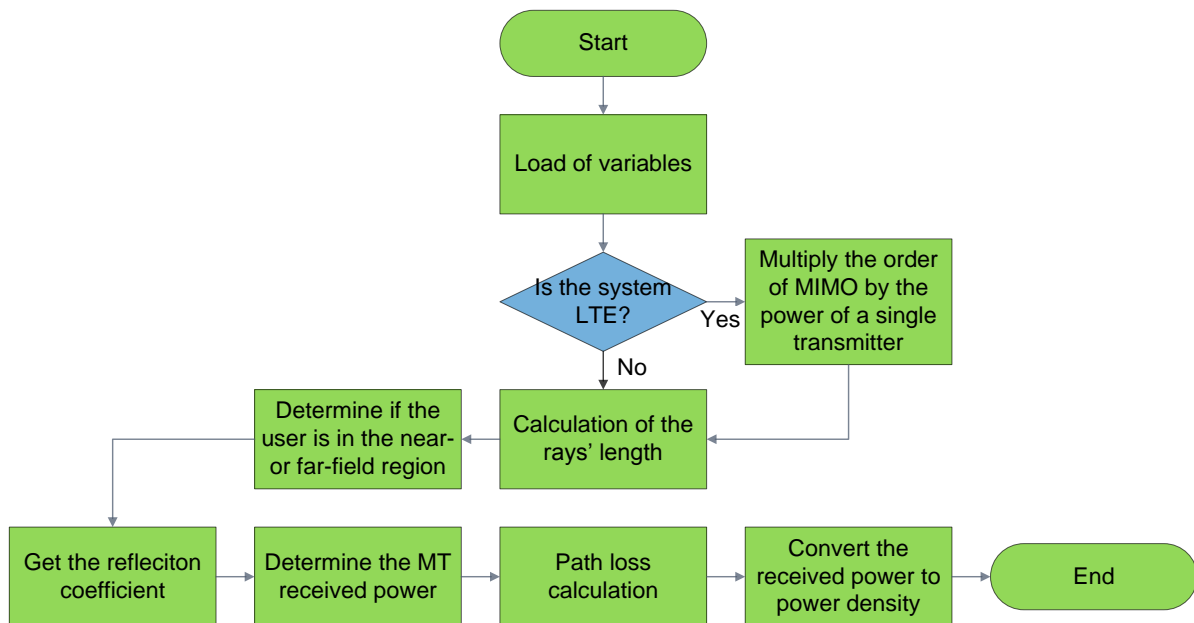 Start
Load of variables
Is the system
LTE?
Yes
Multiply the order
of MIMO by the
power of a single
transmitter
No
Calculation of the
rays’ length
Determine if the
user is in the near-
or far-field region
Get the refleciton
coefficient
Determine the MT
received power
Path loss
calculation
Convert the
received power to
power density
End